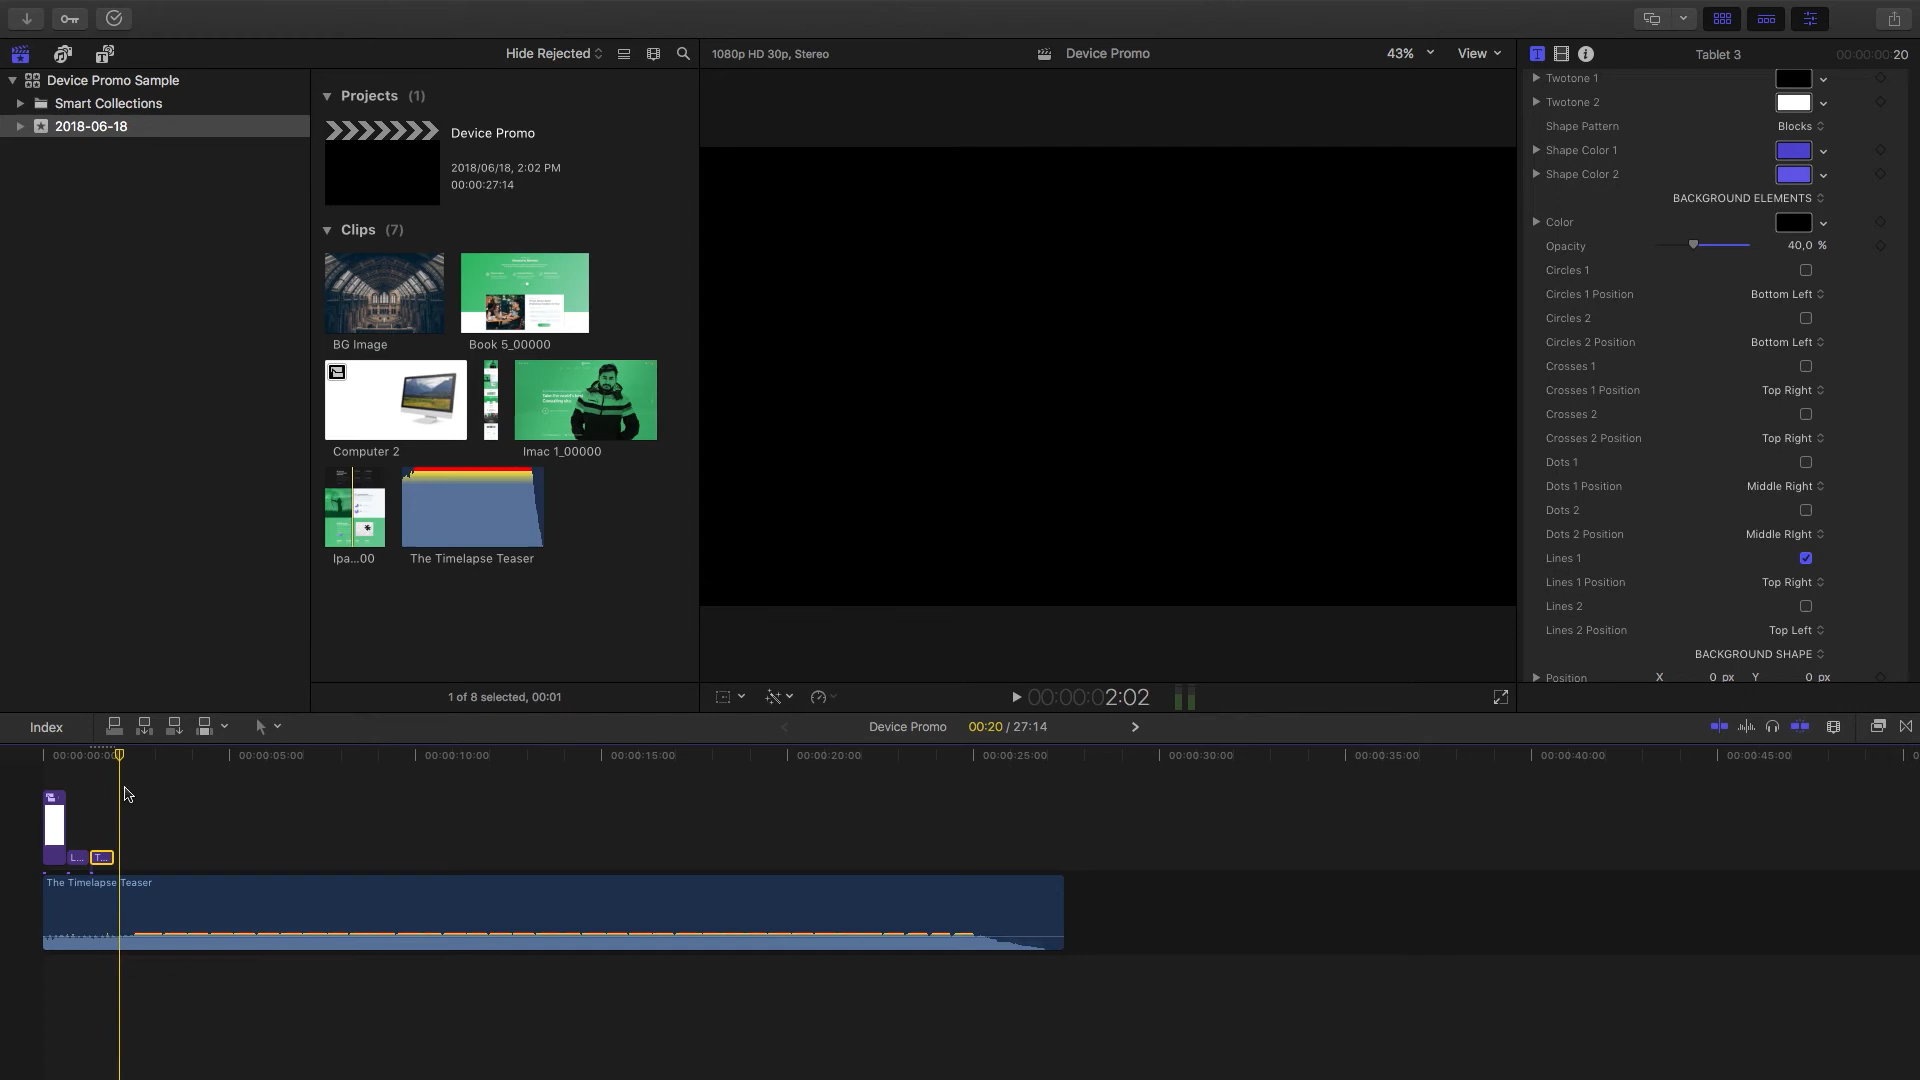 Hide Rejected
1080p HD 30p, Stereo
Device Promo
43%
View
Tablet 3
00:00:00:20
Device Promo Sample
Smart Collections
2018-06-18
Projects (1)
Device Promo
2018/06/18, 2:02 PM
00:00:27:14
Clips (7)
BG Image
Book 5_00000
Computer 2
Imac 1_00000
Ipa...00
The Timelapse Teaser
1 of 8 selected, 00:01
00:00:02:02
Twotone 1
Twotone 2
Shape Pattern Blocks
Shape Color 1
Shape Color 2
BACKGROUND ELEMENTS
Color
Opacity 40,0 %
Circles 1
Circles 1 Position Bottom Left
Circles 2
Circles 2 Position Bottom Left
Crosses 1
Crosses 1 Position Top Right
Crosses 2
Crosses 2 Position Top Right
Dots 1
Dots 1 Position Middle Right
Dots 2
Dots 2 Position Middle RIght
Lines 1
Lines 1 Position Top Right
Lines 2
Lines 2 Position Top Left
BACKGROUND SHAPE
Position X 0 px Y 0 px
Index
Device Promo
00:20 / 27:14
00:00:00:00
00:00:05:00
00:00:10:00
00:00:15:00
00:00:20:00
00:00:25:00
00:00:30:00
00:00:35:00
00:00:40:00
00:00:45:00
L...
T...
The Timelapse Teaser